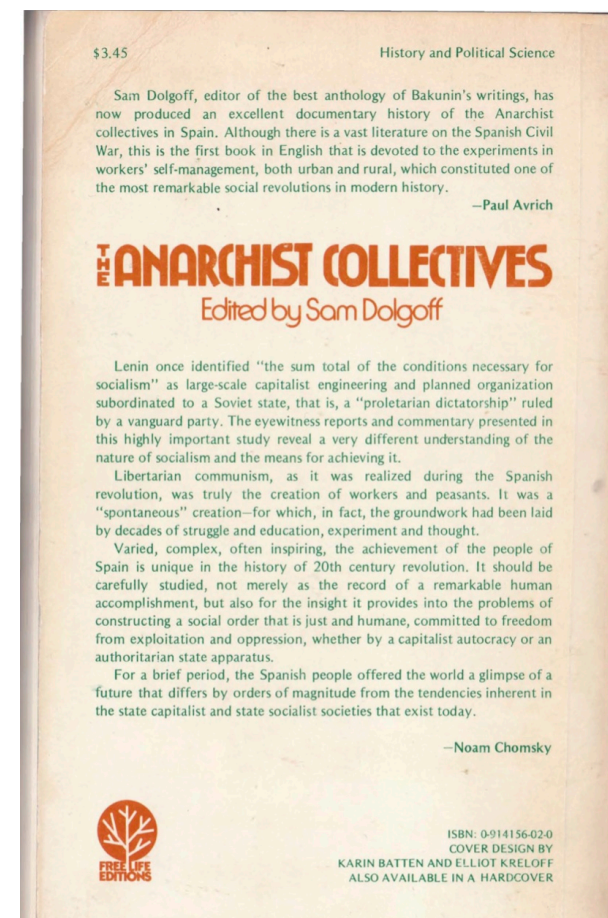 $3.45
History and Political Science
Sam Dolgoff, editor of the best anthology of Bakunin's writings, has
now produced an excellent documentary history of the Anarchist
collectives in Spain. Although there is a vast literature on the Spanish Civil
War, this is the first book in English that is devoted to the experiments in
workers' self-management, both urban and rural, which constituted one of
the most remarkable social revolutions in modern history.
—Paul Avrich
THE ANARCHIST COLLECTIVES
Edited by Sam Dolgoff
Lenin once identified "the sum total of the conditions necessary for
socialism" as large-scale capitalist engineering and planned organization
subordinated to a Soviet state, that is, a "proletarian dictatorship" ruled
by a vanguard party. The eyewitness reports and commentary presented in
this highly important study reveal a very different understanding of the
nature of socialism and the means for achieving it.
Libertarian communism, as it was realized during the Spanish
revolution, was truly the creation of workers and peasants. It was a
"spontaneous" creation—for which, in fact, the groundwork had been laid
by decades of struggle and education, experiment and thought.
Varied, complex, often inspiring, the achievement of the people of
Spain is unique in the history of 20th century revolution. It should be
carefully studied, not merely as the record of a remarkable human
accomplishment, but also for the insight it provides into the problems of
constructing a social order that is just and humane, committed to freedom
from exploitation and oppression, whether by a capitalist autocracy or an
authoritarian state apparatus.
For a brief period, the Spanish people offered the world a glimpse of a
future that differs by orders of magnitude from the tendencies inherent in
the state capitalist and state socialist societies that exist today.
—Noam Chomsky
FREE LIFE
EDITIONS
ISBN: 0-914156-02-0
COVER DESIGN BY
KARIN BATTEN AND ELLIOT KRELOFF
ALSO AVAILABLE IN A HARDCOVER